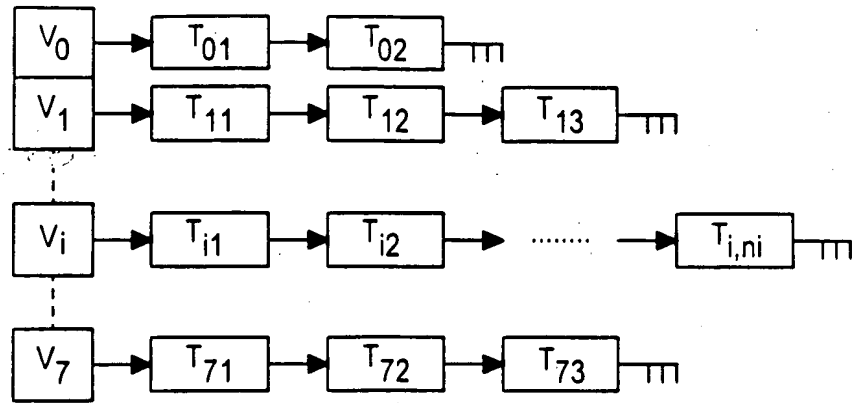 V0 T01 T02
V1 T11 T12 T13
Vi Ti1 Ti2 ........ Ti,ni
V7 T71 T72 T73